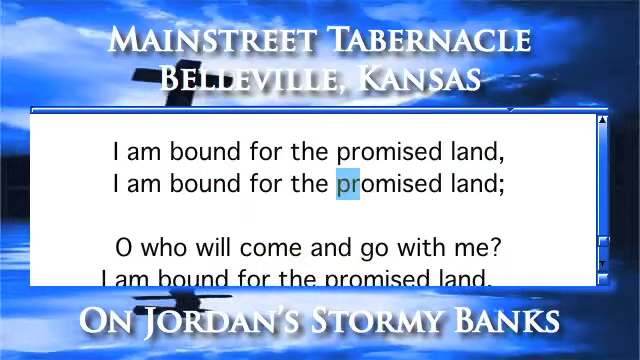 Mainstreet Tabernacle
Belleville, Kansas
I am bound for the promised land,
I am bound for the promised land;
O who will come and go with me?
I am bound for the promised land.
On Jordan's Stormy Banks